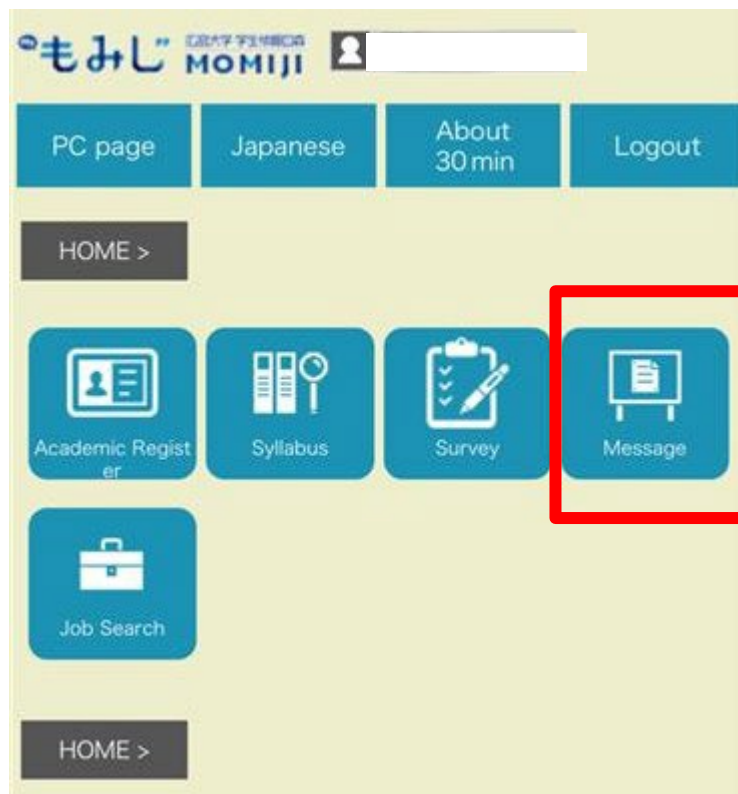 もみじ
MOMIJI
PC page
Japanese
About
30 min
Logout
HOME >
Academic Regist
er
Syllabus
Survey
Message
Job Search
HOME >